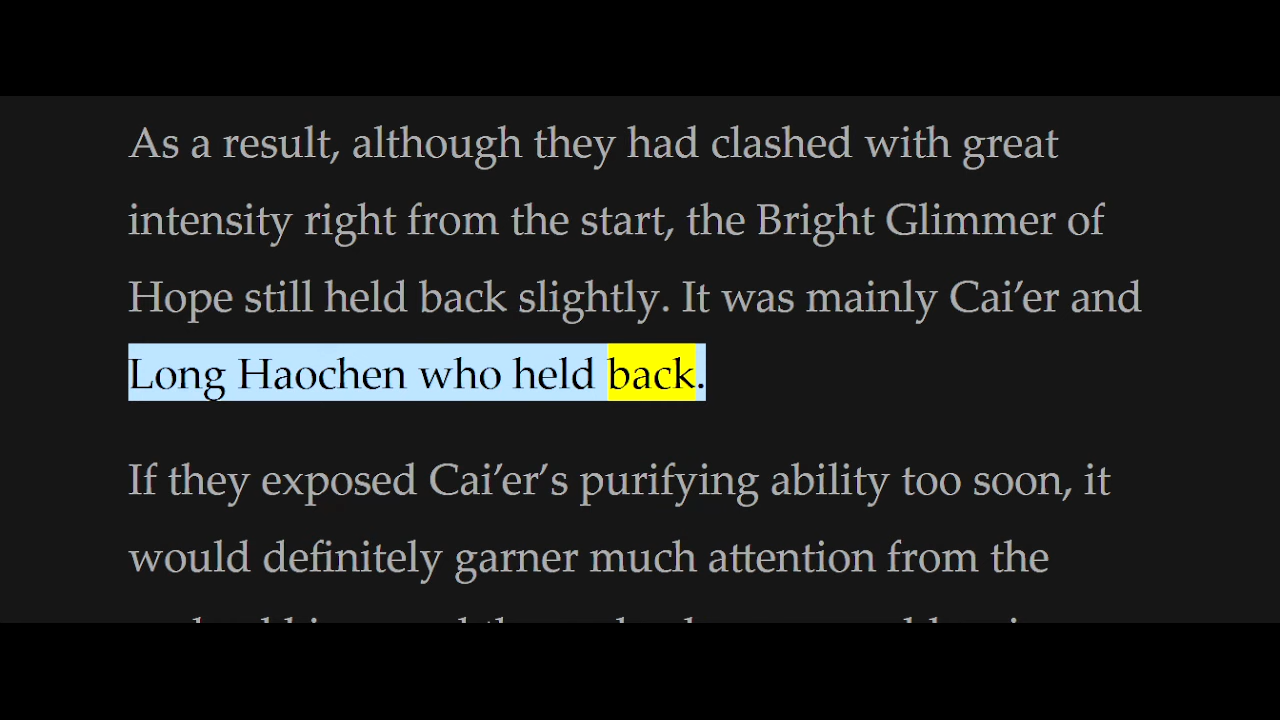 As a result, although they had clashed with great
intensity right from the start, the Bright Glimmer of
Hope still held back slightly. It was mainly Cai’er and
Long Haochen who held back.
If they exposed Cai’er’s purifying ability too soon, it
would definitely garner much attention from the